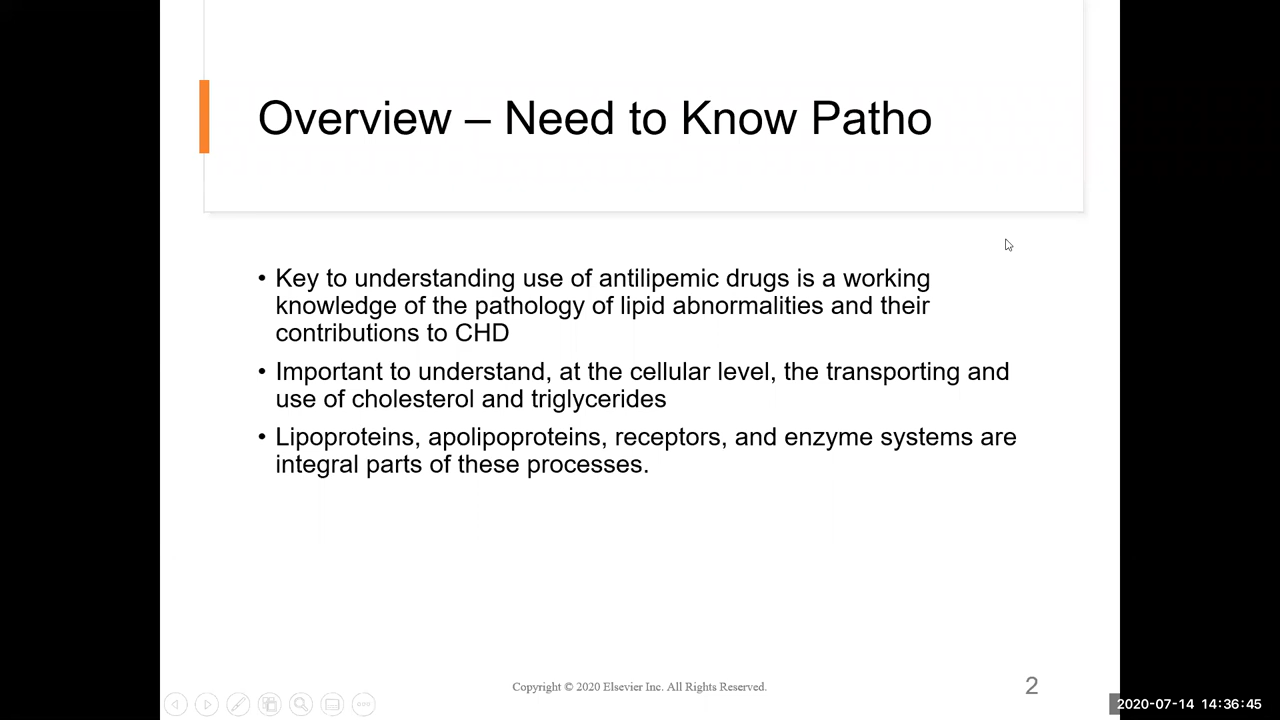 Overview – Need to Know Patho
• Key to understanding use of antilipemic drugs is a working
knowledge of the pathology of lipid abnormalities and their
contributions to CHD
• Important to understand, at the cellular level, the transporting and
use of cholesterol and triglycerides
• Lipoproteins, apolipoproteins, receptors, and enzyme systems are
integral parts of these processes.
Copyright © 2020 Elsevier Inc. All Rights Reserved.
2
2020-07-14 14:36:45